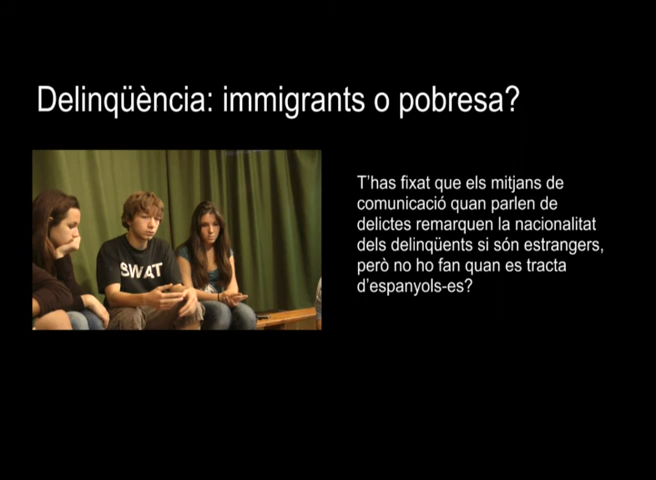 Delinqüència: immigrants o pobresa?
T'has fixat que els mitjans de
comunicació quan parlen de
delictes remarquen la nacionalitat
dels delinqüents si són estrangers,
però no ho fan quan es tracta
d'espanyols-es?
SWAT